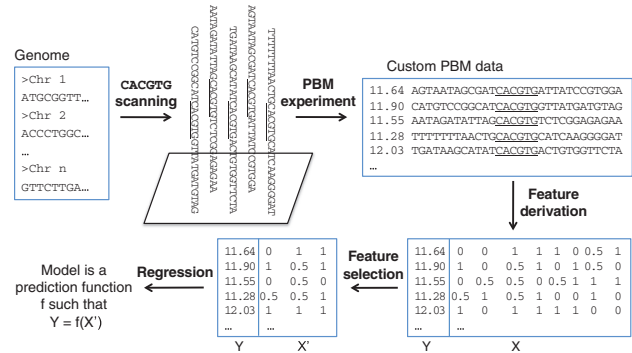 Genome
>Chr 1
ATGCGGTT…
>Chr 2
ACCCTGGC…
…
>Chr n
GTTCTTGA…
CACGTG
scanning
PBM
experiment
Custom PBM data
11.64 AGTAATAGCGATCACGTGATTATCCGTGGA
11.90 CATGTCCGGCATCACGTGGTTATGATGTAG
11.55 AATAGATATTAGCACGTGTCTCGGAGAGAA
11.28 TTTTTTTAACTGCACGTGCATCAAGGGGAT
12.03 TGATAAGCATATCACGTGACTGTGGTTCTA
…
Feature
derivation
11.64 0 0 1 1 1 0 0.5 1
11.90 1 0 0.5 1 0 1 0 1
11.55 0 0.5 0.5 0 0.5 1 1 1
11.28 0.5 1 0.5 1 0 0 1 0
12.03 1 0 1 0 1 1 1 1
… …
Y X
Feature
selection
11.64 0 1 1
11.90 1 0.5 1
11.55 0 0.5 0
11.28 0.5 0.5 1
12.03 1 1 1
… …
Y X'
Regression
Model is a
prediction function
f such that
Y = f(X')